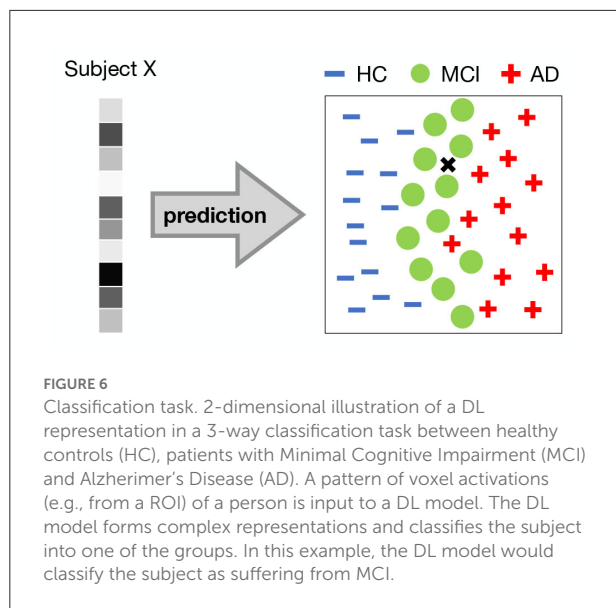 Subject X
HC MCI AD
prediction
FIGURE 6
Classification task. 2-dimensional illustration of a DL
representation in a 3-way classification task between healthy
controls (HC), patients with Minimal Cognitive Impairment (MCI)
and Alzherimer's Disease (AD). A pattern of voxel activations
(e.g., from a ROI) of a person is input to a DL model. The DL
model forms complex representations and classifies the subject
into one of the groups. In this example, the DL model would
classify the subject as suffering from MCI.